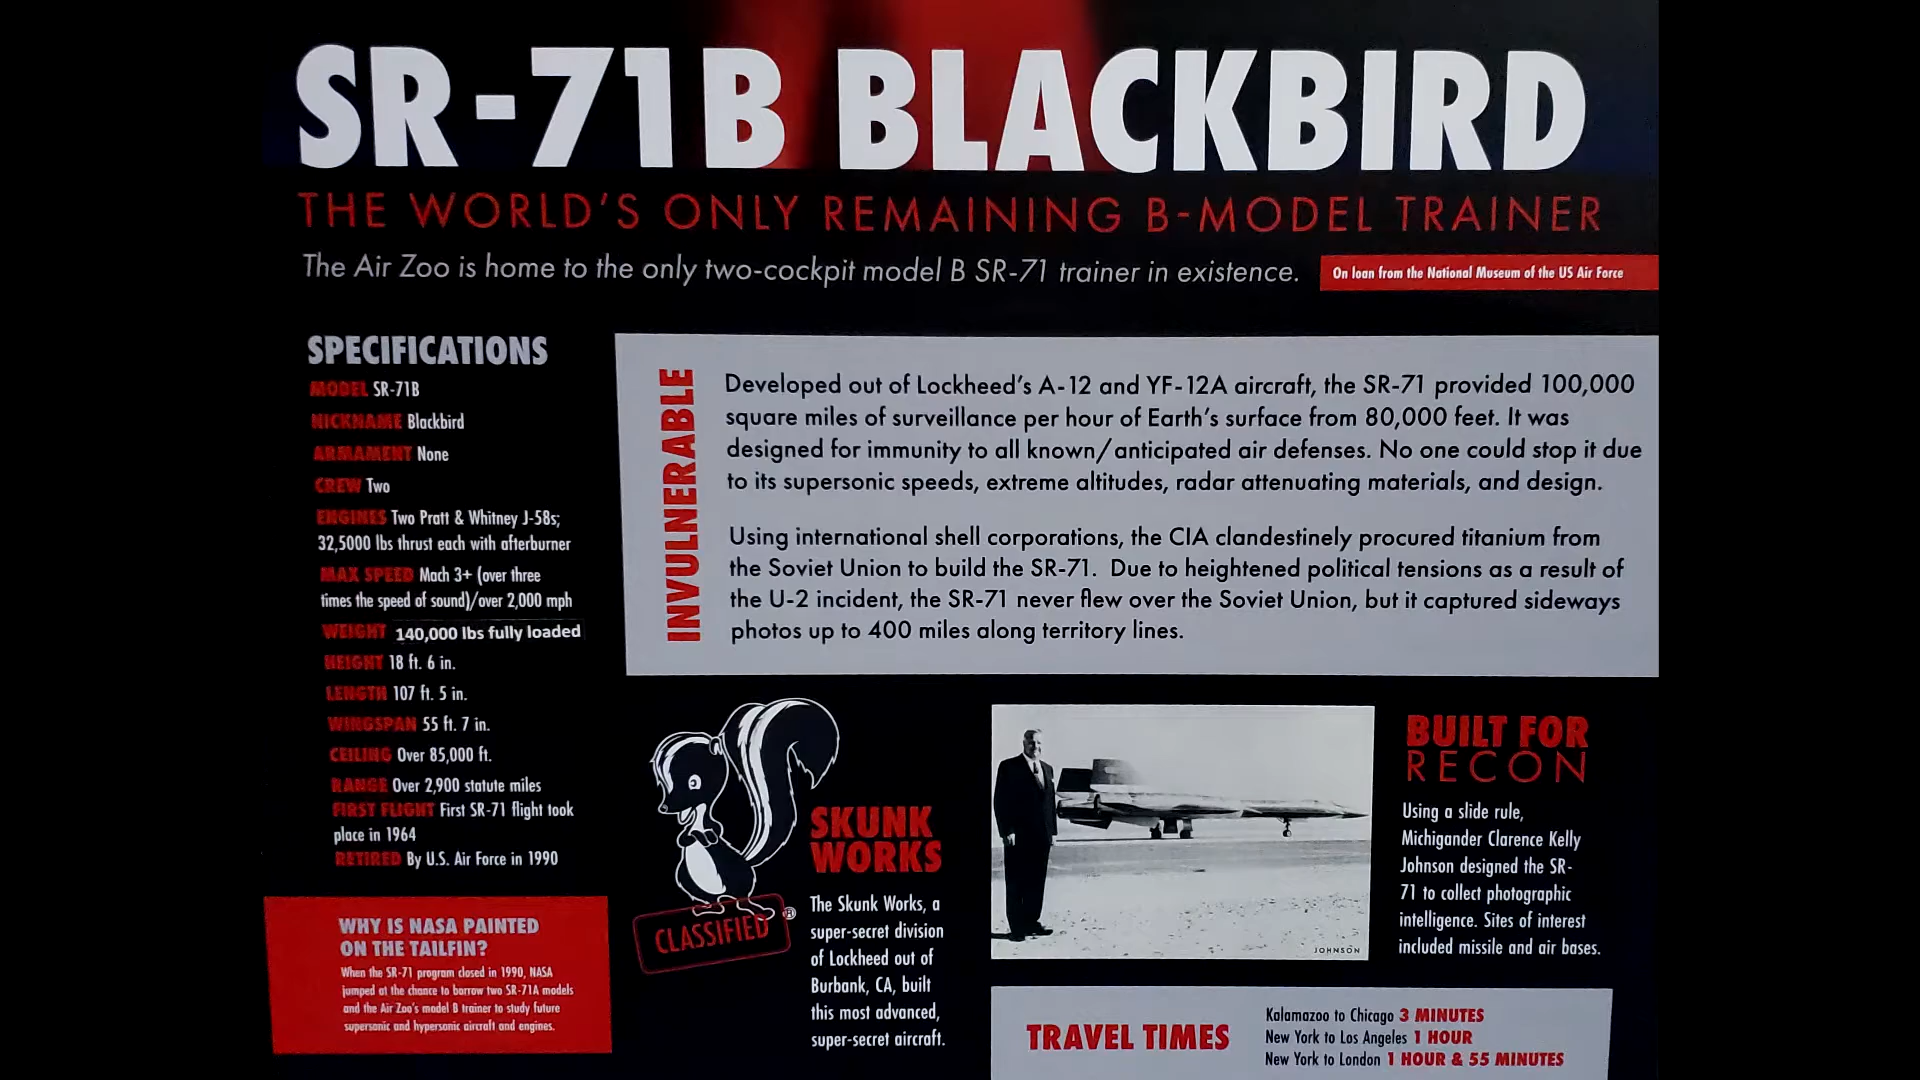 SR-71B BLACKBIRD
THE WORLD'S ONLY REMAINING B-MODEL TRAINER
The Air Zoo is home to the only two-cockpit model B SR-71 trainer in existence.
On loan from the National Museum of the US Air Force
SPECIFICATIONS
MODEL SR-71B
NICKNAME Blackbird
ARMAMENT None
CREW Two
ENGINES Two Pratt & Whitney J-58s;
32,5000 lbs thrust each with afterburner
MAX SPEED Mach 3+ (over three
times the speed of sound)/over 2,000 mph
WEIGHT 140,000 lbs fully loaded
HEIGHT 18 ft. 6 in.
LENGTH 107 ft. 5 in.
WINGSPAN 55 ft. 7 in.
CEILING Over 85,000 ft.
RANGE Over 2,900 statute miles
FIRST FLIGHT First SR-71 flight took
place in 1964
RETIRED By U.S. Air Force in 1990
WHY IS NASA PAINTED
ON THE TAILFIN?
When the SR-71 program closed in 1990, NASA
jumped at the chance to borrow two SR-71A models
and the Air Zoo's model B trainer to study future
supersonic and hypersonic aircraft and engines.
INVULNERABLE
Developed out of Lockheed's A-12 and YF-12A aircraft, the SR-71 provided 100,000
square miles of surveillance per hour of Earth's surface from 80,000 feet. It was
designed for immunity to all known/anticipated air defenses. No one could stop it due
to its supersonic speeds, extreme altitudes, radar attenuating materials, and design.
Using international shell corporations, the CIA clandestinely procured titanium from
the Soviet Union to build the SR-71. Due to heightened political tensions as a result of
the U-2 incident, the SR-71 never flew over the Soviet Union, but it captured sideways
photos up to 400 miles along territory lines.
CLASSIFIED
®
SKUNK
WORKS
The Skunk Works, a
super-secret division
of Lockheed out of
Burbank, CA, built
this most advanced,
super-secret aircraft.
JOHNSON
BUILT FOR
RECON
Using a slide rule,
Michigander Clarence Kelly
Johnson designed the SR-
71 to collect photographic
intelligence. Sites of interest
included missile and air bases.
TRAVEL TIMES
Kalamazoo to Chicago 3 MINUTES
New York to Los Angeles 1 HOUR
New York to London 1 HOUR & 55 MINUTES